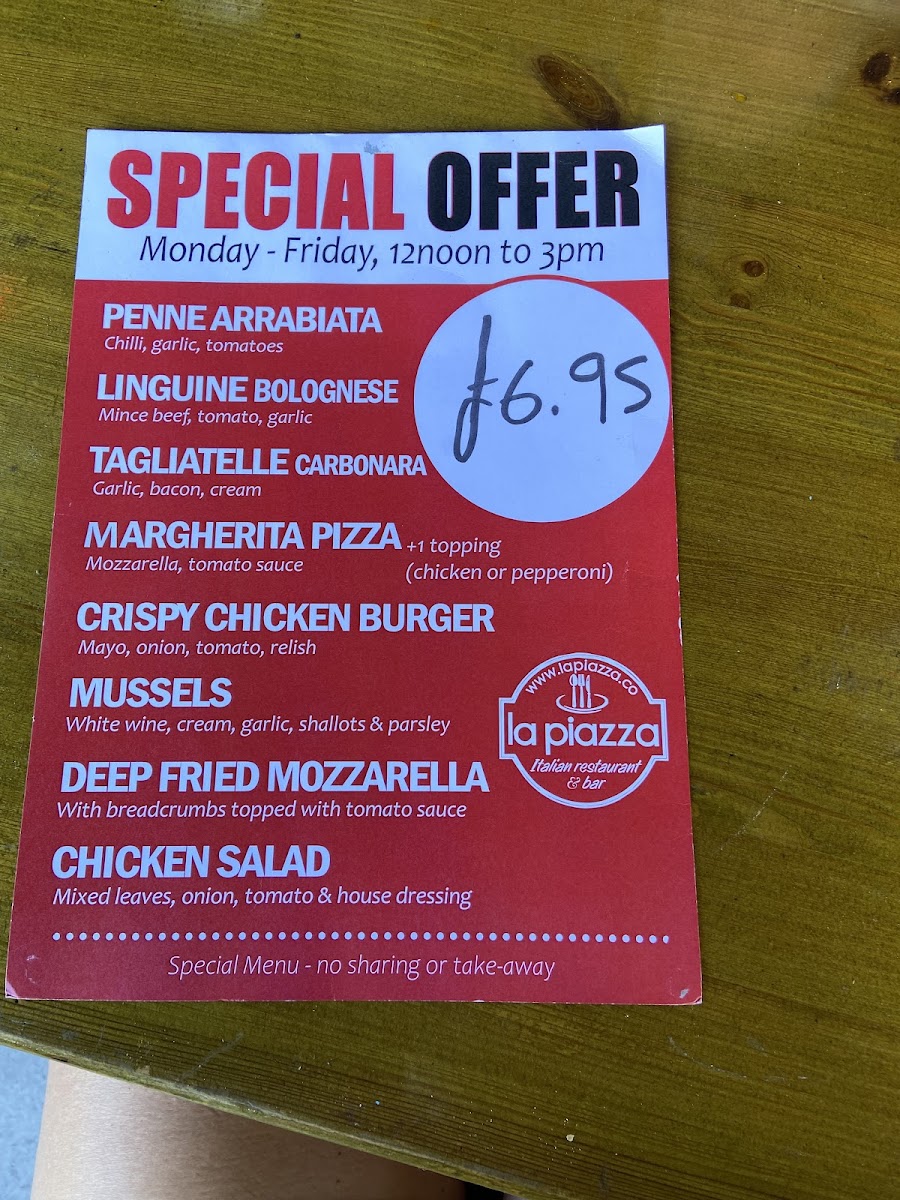 SPECIAL OFFER
Monday - Friday, 12noon to 3pm
PENNE ARRABIATA
Chilli, garlic, tomatoes
£6.95
LINGUINE BOLOGNESE
Mince beef, tomato, garlic
TAGLIATELLE CARBONARA
Garlic, bacon, cream
MARGHERITA PIZZA +1 topping
Mozzarella, tomato sauce (chicken or pepperoni)
CRISPY CHICKEN BURGER
Mayo, onion, tomato, relish
MUSSELS
White wine, cream, garlic, shallots & parsley
DEEP FRIED MOZZARELLA
With breadcrumbs topped with tomato sauce
CHICKEN SALAD
Mixed leaves, onion, tomato & house dressing
www.lapiazza.co
la piazza
Italian restaurant
& bar
Special Menu - no sharing or take-away